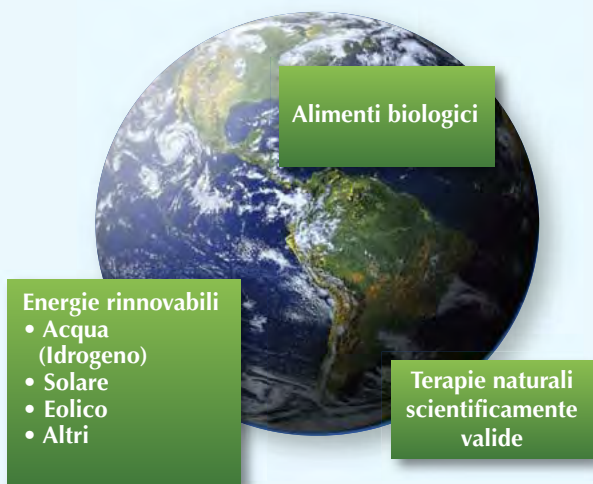 Alimenti biologici
Energie rinnovabili
• Acqua
(Idrogeno)
• Solare
• Eolico
• Altri
Terapie naturali
scientificamente
valide